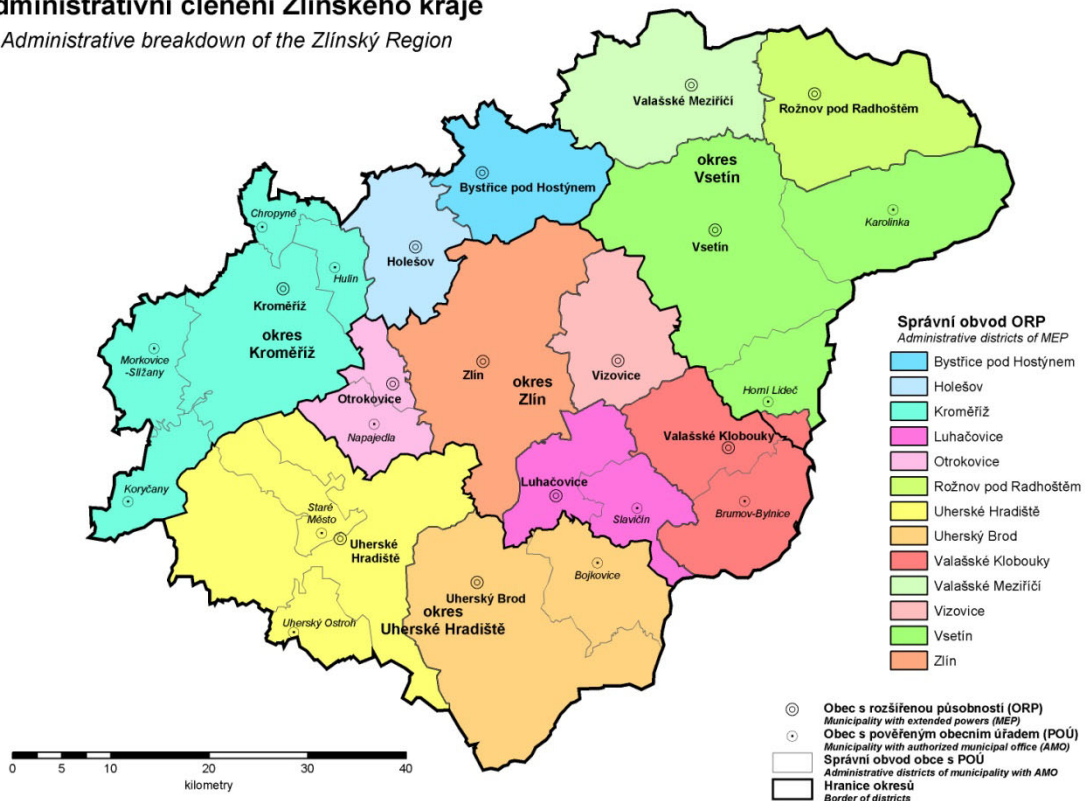 dministrativní členění Zlínského kraje
Administrative breakdown of the Zlínský Region
Valašské Meziříčí
Rožnov pod Radhoštěm
okres
Vsetín
Bystřice pod Hostýnem
Karolinka
Chropyně
Vsetín
Holešov
Hulín
Kroměříž
okres
Kroměříž
Morkovice
-Slížany
Zlín
okres
Zlín
Vizovice
Otrokovice
Horní Lideč
Napajedla
Valašské Klobouky
Luhačovice
Koryčany
Slavičín
Brumov-Bylnice
Staré
Město
Uherské
Hradiště
Bojkovice
Uherský Brod
okres
Uherské Hradiště
Uherský Ostroh
Správní obvod ORP
Administrative districts of MEP
Bystřice pod Hostýnem
Holešov
Kroměříž
Luhačovice
Otrokovice
Rožnov pod Radhoštěm
Uherské Hradiště
Uherský Brod
Valašské Klobouky
Valašské Meziříčí
Vizovice
Vsetín
Zlín
Obec s rozšířenou působností (ORP)
Municipality with extended powers (MEP)
Obec s pověřeným obecním úřadem (POÚ)
Municipality with authorized municipal office (AMO)
Správní obvod obce s POÚ
Administrative districts of municipality with AMO
Hranice okresů
Border of districts
0 5 10 20 30 40
kilometry